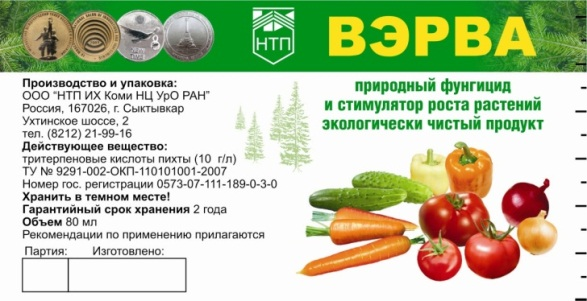 НТП
ВЭРВА
природный фунгицид
и стимулятор роста растений
экологически чистый продукт
Производство и упаковка:
ООО "НТП ИХ Коми НЦ УрО РАН"
Россия, 167026, г. Сыктывкар
Ухтинское шоссе, 2
тел. (8212) 21-99-16
Действующее вещество:
тритерпеновые кислоты пихты (10 г/л)
ТУ № 9291-002-ОКП-110101001-2007
Номер гос. регистрации 0573-07-111-189-0-3-0
Хранить в темном месте!
Гарантийный срок хранения 2 года
Объем 80 мл
Рекомендации по применению прилагаются
Партия: Изготовлено: